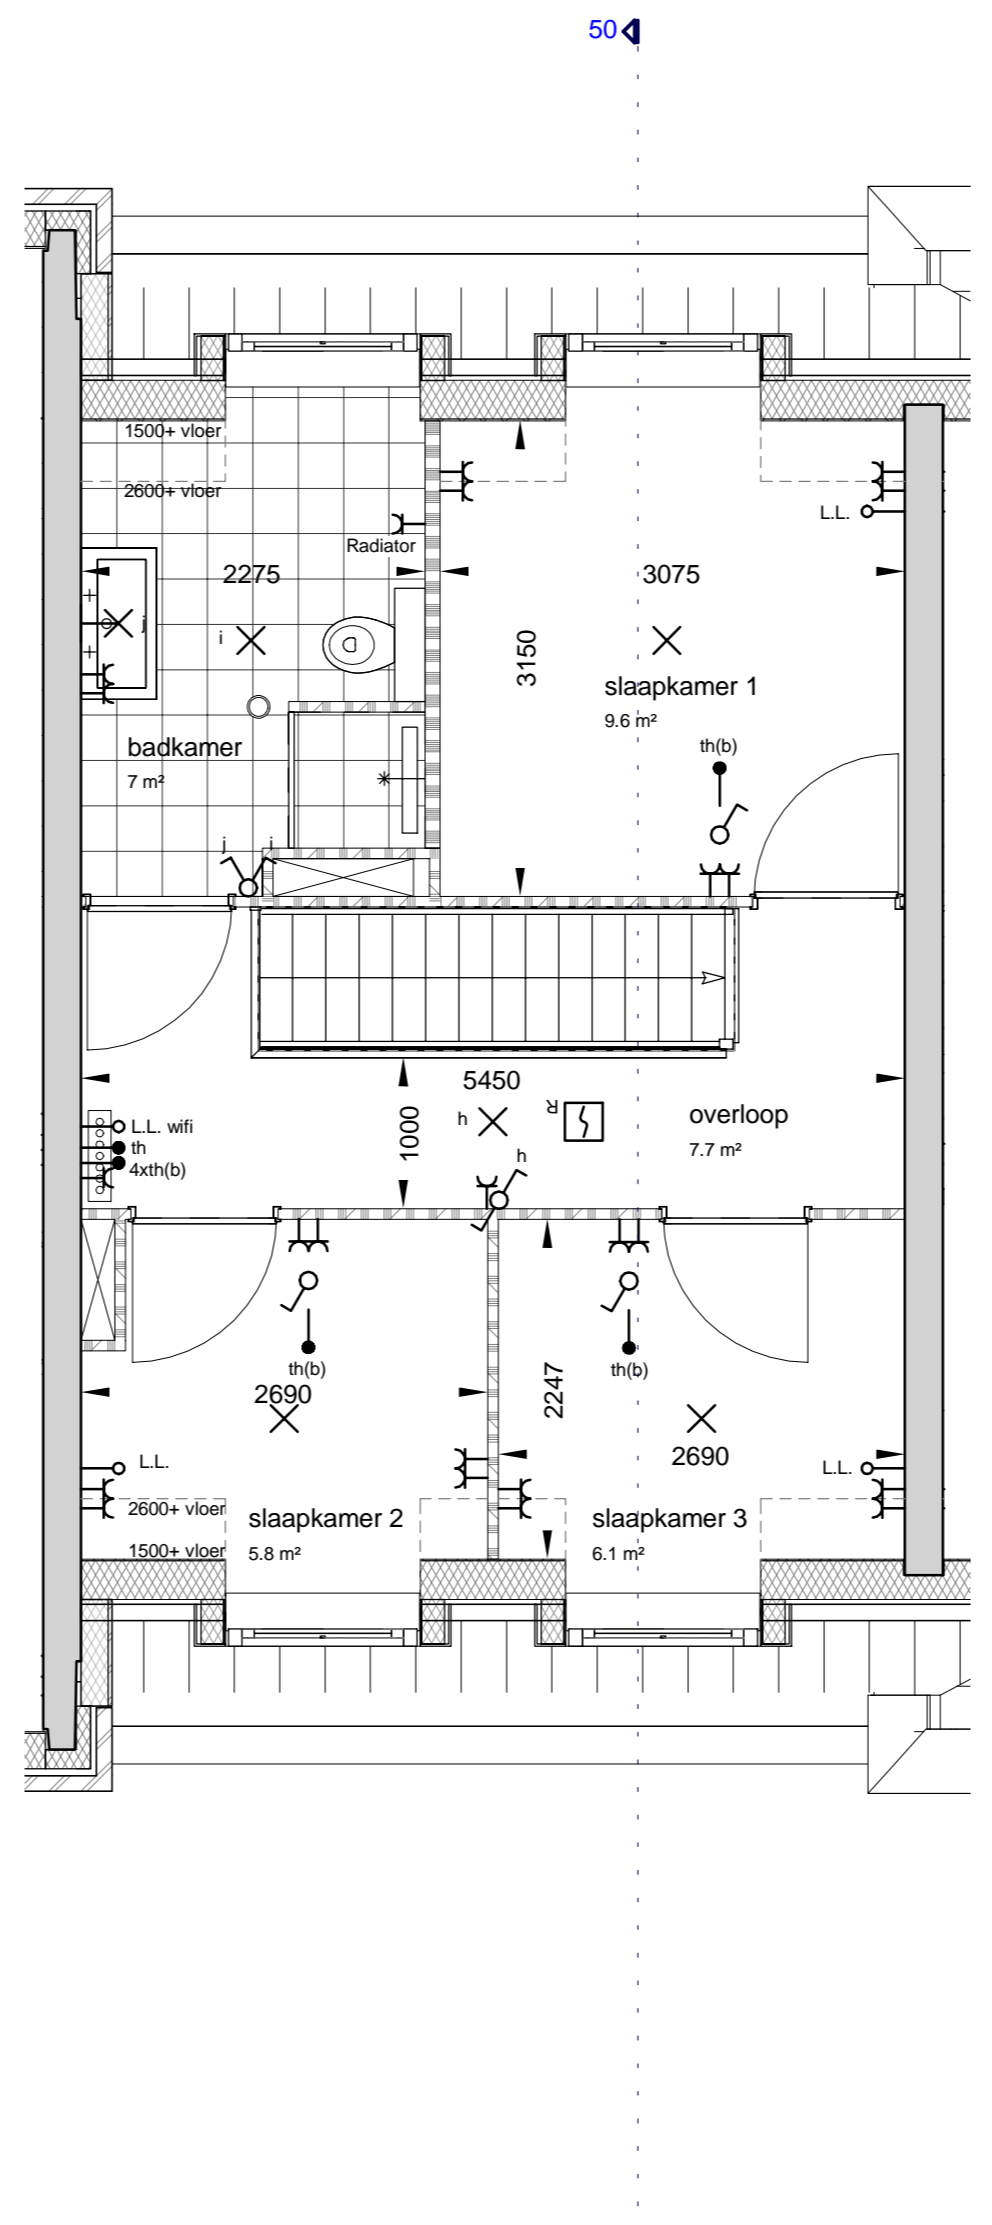 50
1500+ vloer
2600+ vloer
L.L.
Radiator
2275
3075
j
i
3150
slaapkamer 1
9.6 m²
badkamer
7 m²
th(b)
j
i
5450
h
R
1000
overloop
7.7 m²
L.L. wifi
th
4xth(b)
h
th(b)
th(b)
2690
2247
2690
L.L.
L.L.
2600+ vloer
slaapkamer 2
slaapkamer 3
1500+ vloer
5.8 m²
6.1 m²